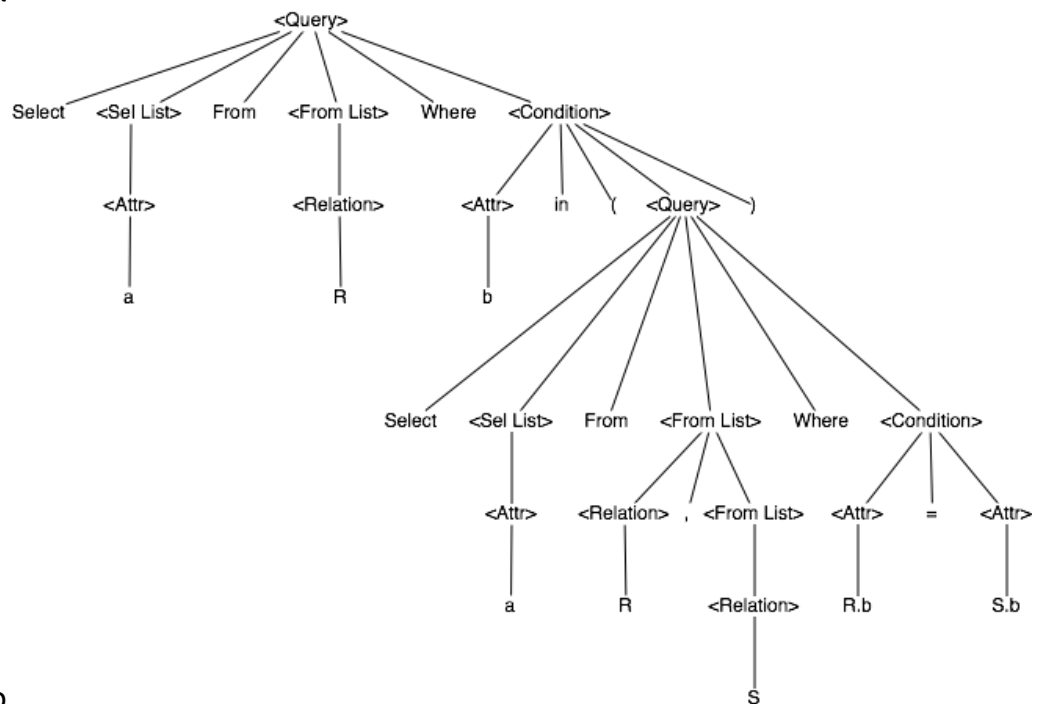 <Query>
Select <Sel List> From <From List> Where <Condition>
<Attr> <Relation> <Attr> in ( <Query> )
a R b
Select <Sel List> From <From List> Where <Condition>
<Attr> <Relation> , <From List> <Attr> = <Attr>
a R <Relation> R.b S.b
S